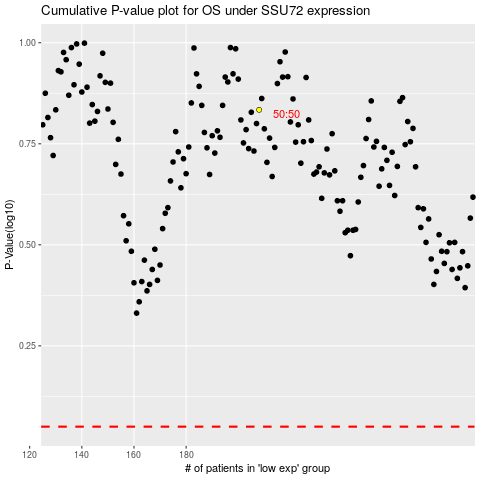 Cumulative P-value plot for OS under SSU72 expression
P-Value(log10)
1.00
0.75
0.50
0.25
50:50
120 140 160 180
# of patients in 'low exp' group